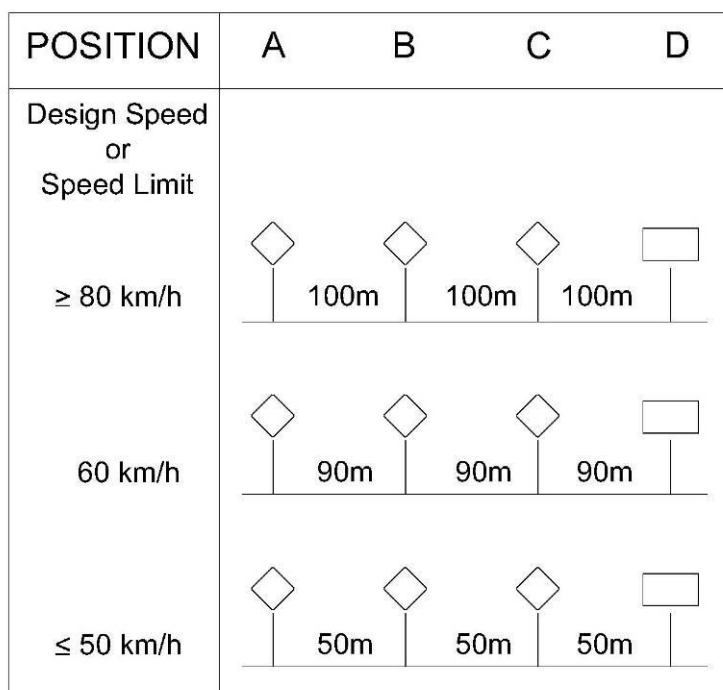 POSITION A B C D
Design Speed
or
Speed Limit
≥ 80 km/h 100m 100m 100m
60 km/h 90m 90m 90m
≤ 50 km/h 50m 50m 50m